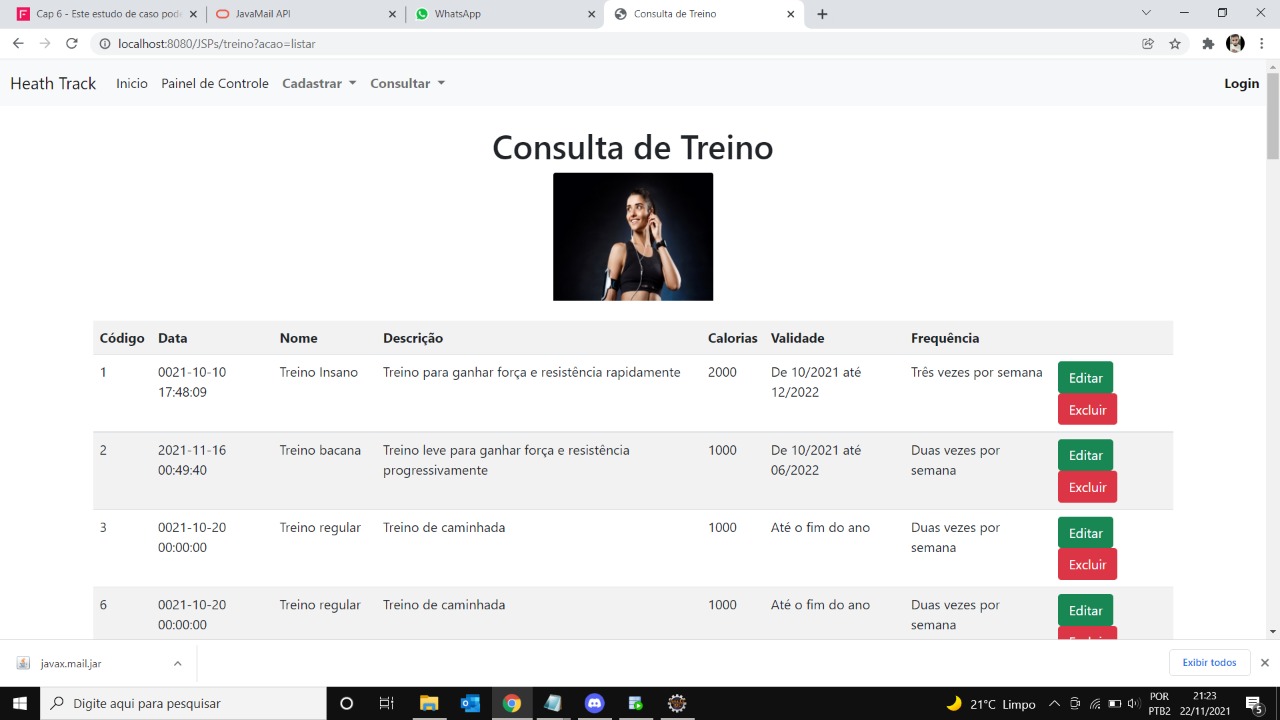 Cap 6 - Este estudo de caso pod
JavaMail API
WhatsApp
Consulta de Treino
localhost:8080/JSPs/treino?acao=listar
Heath Track Inicio Painel de Controle Cadastrar Consultar Login
Consulta de Treino
Código Data Nome Descrição Calorias Validade Frequência
1 0021-10-10 Treino Insano Treino para ganhar força e resistência rapidamente 2000 De 10/2021 até Três vezes por semana Editar
17:48:09 12/2022
Excluir
2 2021-11-16 Treino bacana Treino leve para ganhar força e resistência 1000 De 10/2021 até Duas vezes por Editar
00:49:40 progressivamente 06/2022 semana
Excluir
3 0021-10-20 Treino regular Treino de caminhada 1000 Até o fim do ano Duas vezes por Editar
00:00:00 semana
Excluir
6 0021-10-20 Treino regular Treino de caminhada 1000 Até o fim do ano Duas vezes por Editar
00:00:00 semana
Excluir
javax.mail.jar Exibir todos
Digite aqui para pesquisar 21°C Limpo POR 21:23
PTB2 22/11/2021 5